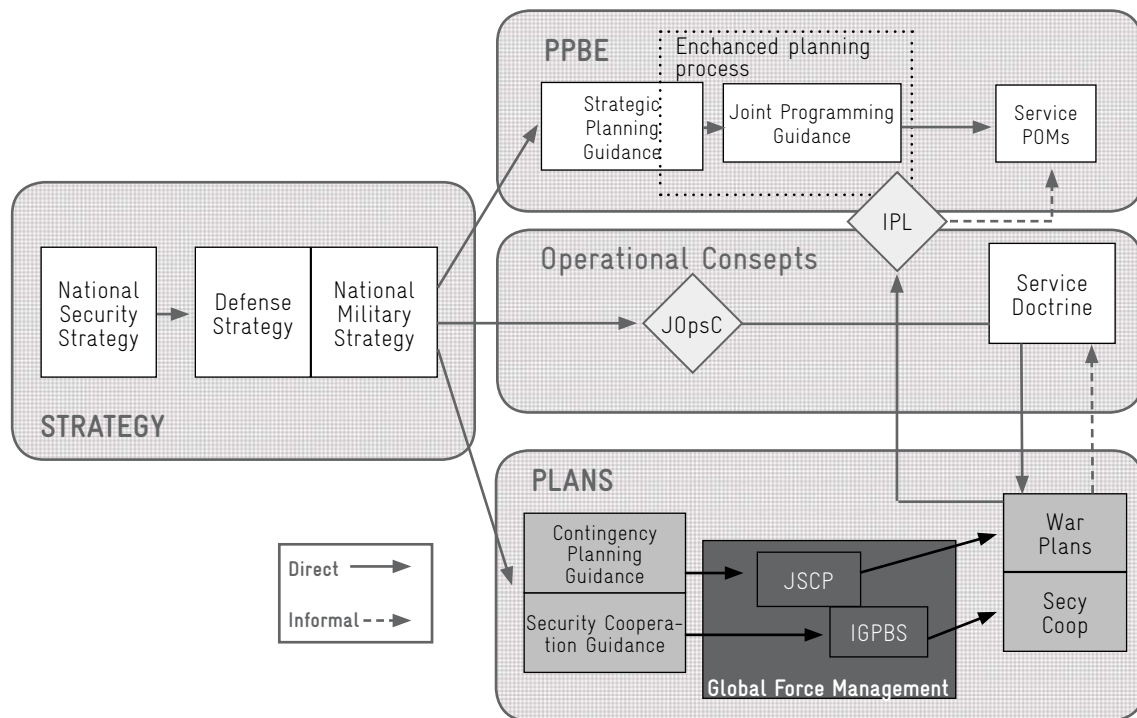 PPBE
Enchanced planning
process
Strategic
Planning
Guidance
Joint Programming
Guidance
Service
POMs
IPL
National
Security
Strategy
Defense
Strategy
National
Military
Strategy
STRATEGY
Operational Consepts
JOpsC
Service
Doctrine
PLANS
Contingency
Planning
Guidance
Security Coopera-
tion Guidance
JSCP
IGPBS
Global Force Management
War
Plans
Secy
Coop
Direct
Informal